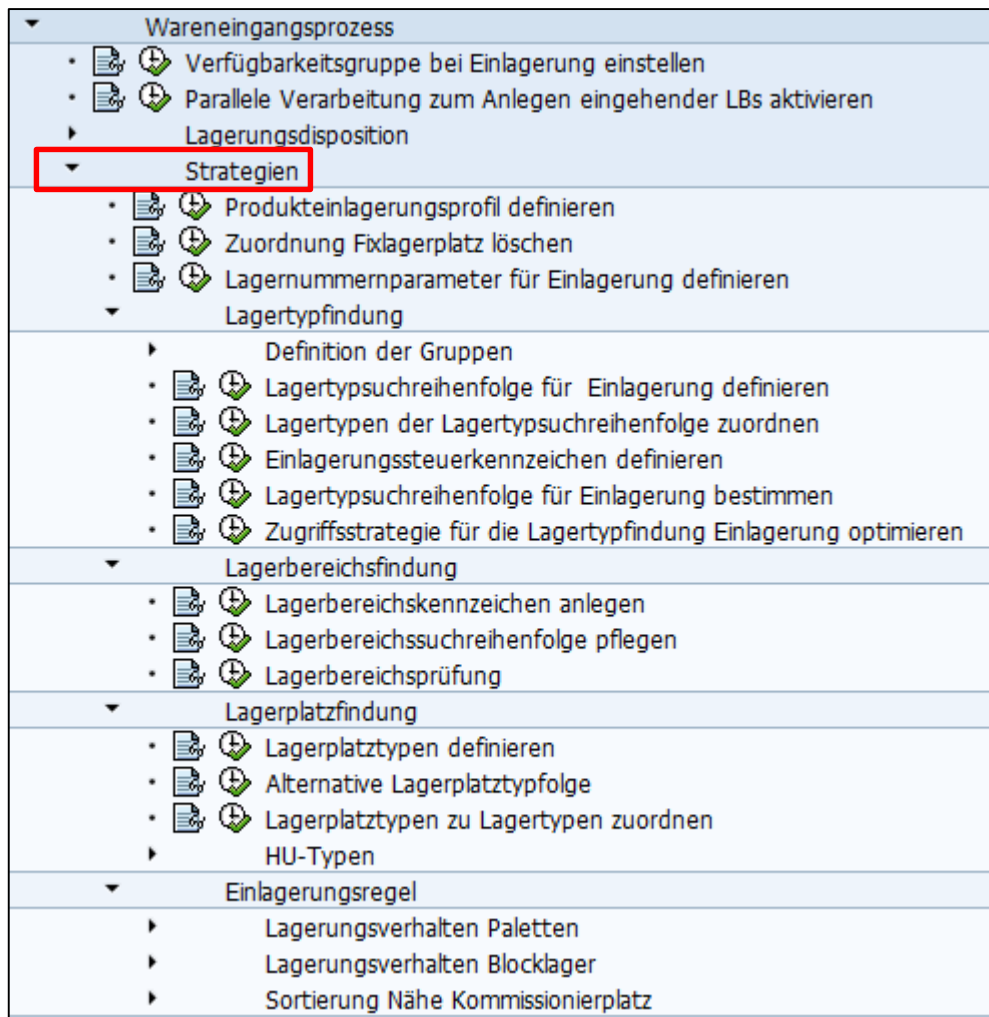 Wareneingangsprozess
Verfügbarkeitsgruppe bei Einlagerung einstellen
Parallele Verarbeitung zum Anlegen eingehender LBs aktivieren
Lagerungsdisposition
Strategien
Produkteinlagerungsprofil definieren
Zuordnung Fixlagerplatz löschen
Lagernummernparameter für Einlagerung definieren
Lagertypfindung
Definition der Gruppen
Lagertypsuchreihenfolge für Einlagerung definieren
Lagertypen der Lagertypsuchreihenfolge zuordnen
Einlagerungssteuerkennzeichen definieren
Lagertypsuchreihenfolge für Einlagerung bestimmen
Zugriffsstrategie für die Lagertypfindung Einlagerung optimieren
Lagerbereichsfindung
Lagerbereichskennzeichen anlegen
Lagerbereichssuchreihenfolge pflegen
Lagerbereichsprüfung
Lagerplatzfindung
Lagerplatztypen definieren
Alternative Lagerplatztypfolge
Lagerplatztypen zu Lagertypen zuordnen
HU-Typen
Einlagerungsregel
Lagerungsverhalten Paletten
Lagerungsverhalten Blocklager
Sortierung Nähe Kommissionierplatz